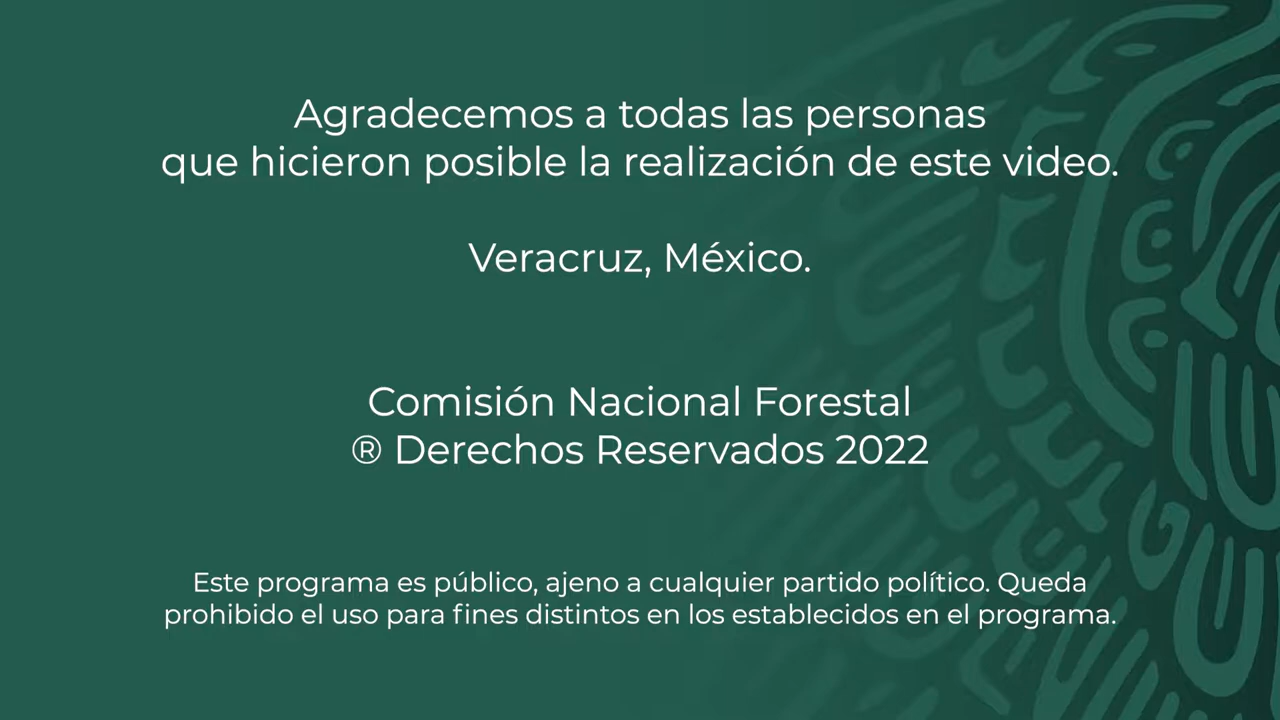 Agradecemos a todas las personas
que hicieron posible la realización de este video.
Veracruz, México.
Comisión Nacional Forestal
® Derechos Reservados 2022
Este programa es público, ajeno a cualquier partido político. Queda
prohibido el uso para fines distintos en los establecidos en el programa.